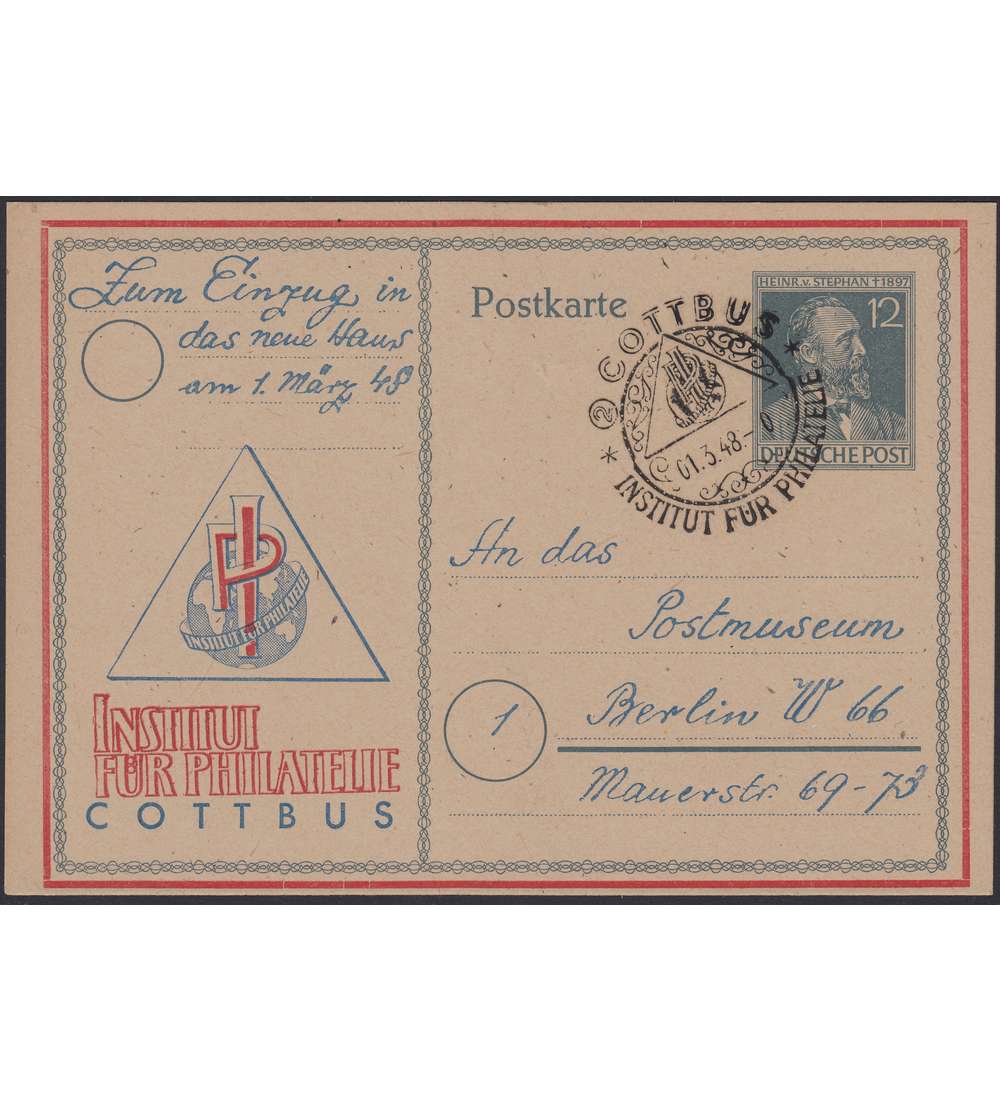 Zum Einzug in
das neue Haus
am 1. März 48
INSTITUT FÜR PHILATELIE
INSTITUT
FÜR PHILATELIE
COTTBUS
Postkarte
HEINR. v. STEPHAN † 1897
12
DEUTSCHE POST
* 2 COTTBUS *
01.3.48.-8
INSTITUT FÜR PHILATELIE
An das
Postmuseum
1
Berlin W 66
Mauerstr. 69-73